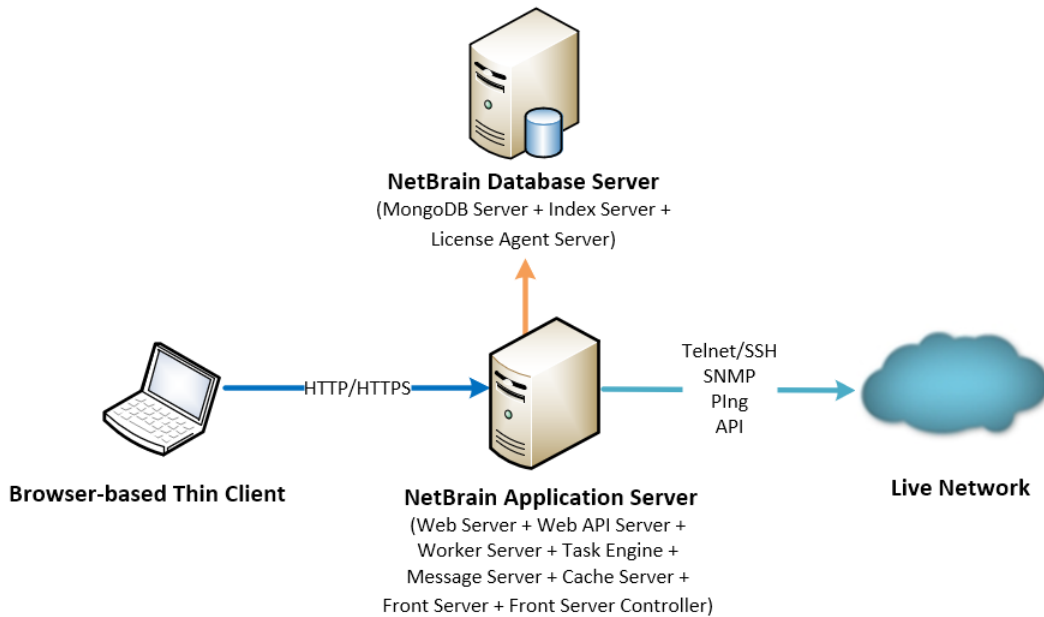 NetBrain Database Server
(MongoDB Server + Index Server +
License Agent Server)
HTTP/HTTPS
Telnet/SSH
SNMP
PIng
API
Browser-based Thin Client
NetBrain Application Server
(Web Server + Web API Server +
Worker Server + Task Engine +
Message Server + Cache Server +
Front Server + Front Server Controller)
Live Network